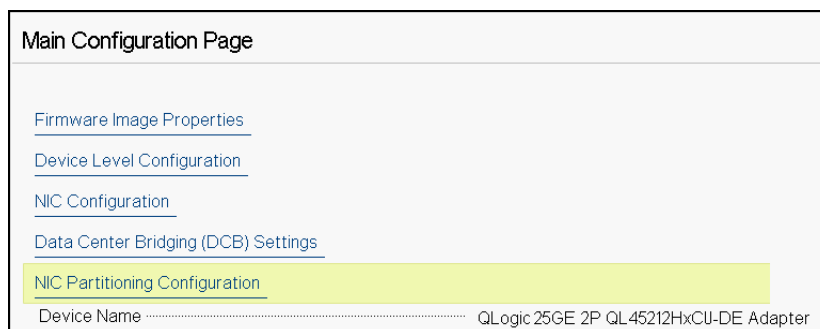 Main Configuration Page
Firmware Image Properties
Device Level Configuration
NIC Configuration
Data Center Bridging (DCB) Settings
NIC Partitioning Configuration
Device Name QLogic 25GE 2P QL45212HxCU-DE Adapter